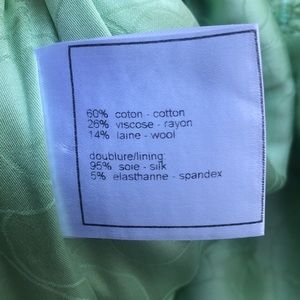 60% coton - cotton
26% viscose - rayon
14% laine - wool
doublure/lining:
95% soie - silk
5% elasthanne - spandex